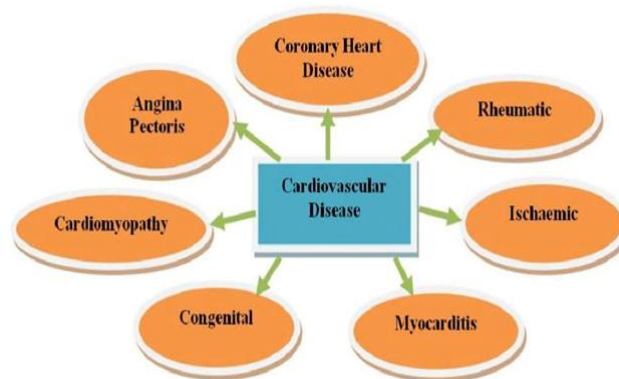 Coronary Heart
Disease
Angina
Pectoris
Rheumatic
Cardiovascular
Disease
Cardiomyopathy
Ischaemic
Congenital
Myocarditis